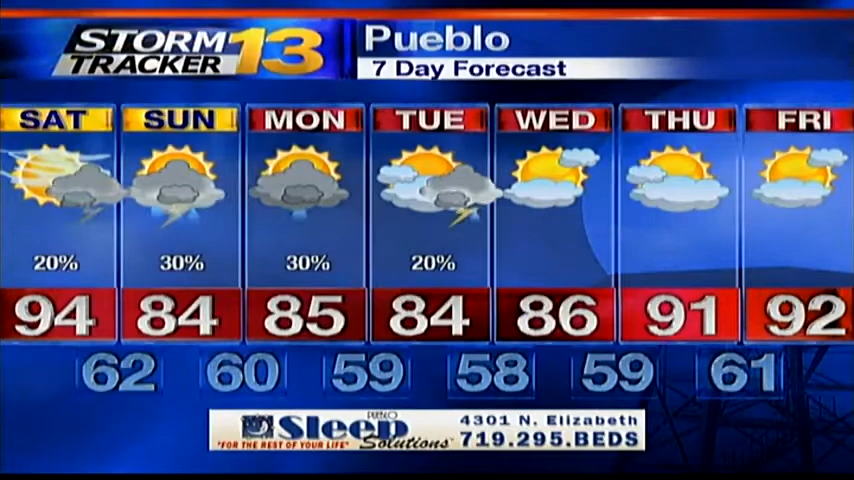 STORM 13
TRACKER
Pueblo
7 Day Forecast
SAT SUN MON TUE WED THU FRI
20% 30% 30% 20%
94 84 85 84 86 91 92
62 60 59 58 59 61
PUEBLO
Sleep
Solutions
"FOR THE REST OF YOUR LIFE"
4301 N. Elizabeth
719.295.BEDS